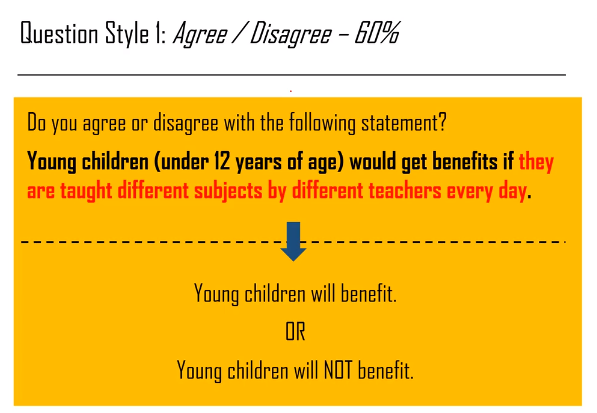 Question Style 1: Agree / Disagree – 60%
Do you agree or disagree with the following statement?
Young children (under 12 years of age) would get benefits if they
are taught different subjects by different teachers every day.
Young children will benefit.
OR
Young children will NOT benefit.